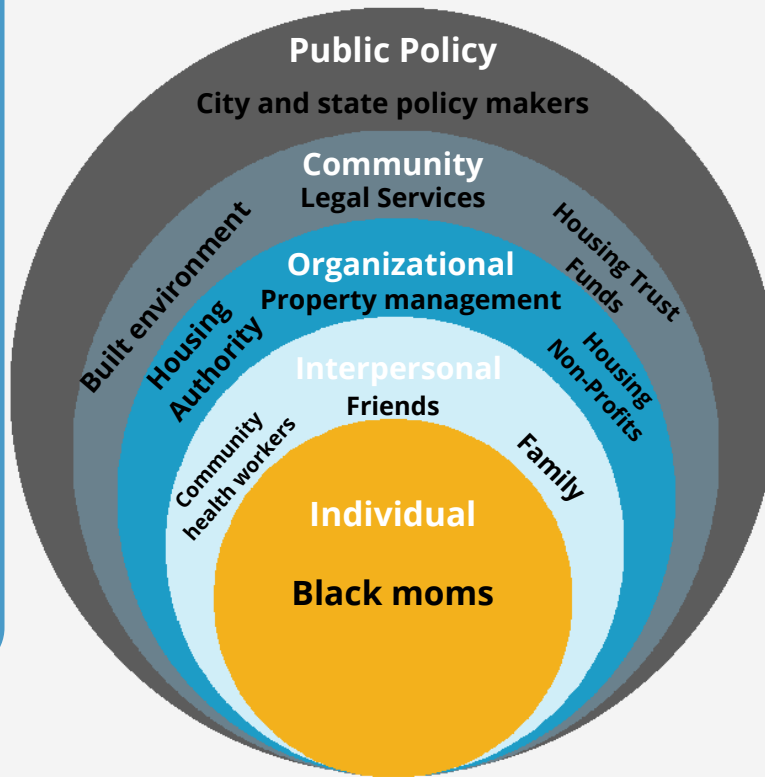 Public Policy
City and state policy makers
Community
Legal Services
Built environment
Housing Trust
Funds
Organizational
Property management
Housing
Authority
Housing
Non-Profits
Interpersonal
Friends
Community
health workers
Family
Individual
Black moms